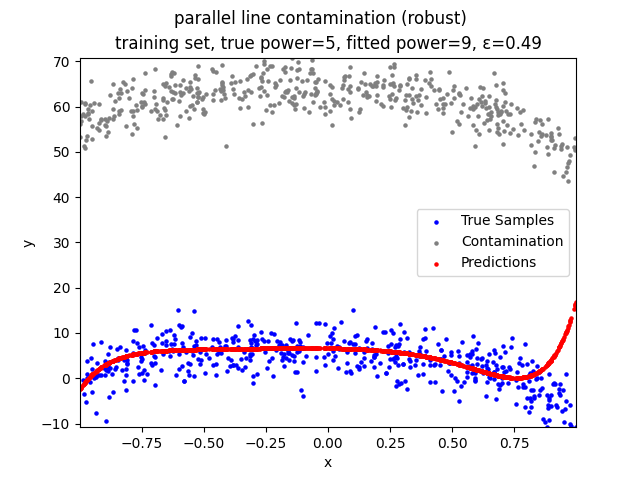 parallel line contamination (robust)
training set, true power=5, fitted power=9, ε=0.49
70
60
50
40
30
20
10
0
−10
y
True Samples
Contamination
Predictions
−0.75
−0.50
−0.25
0.00
0.25
0.50
0.75
x